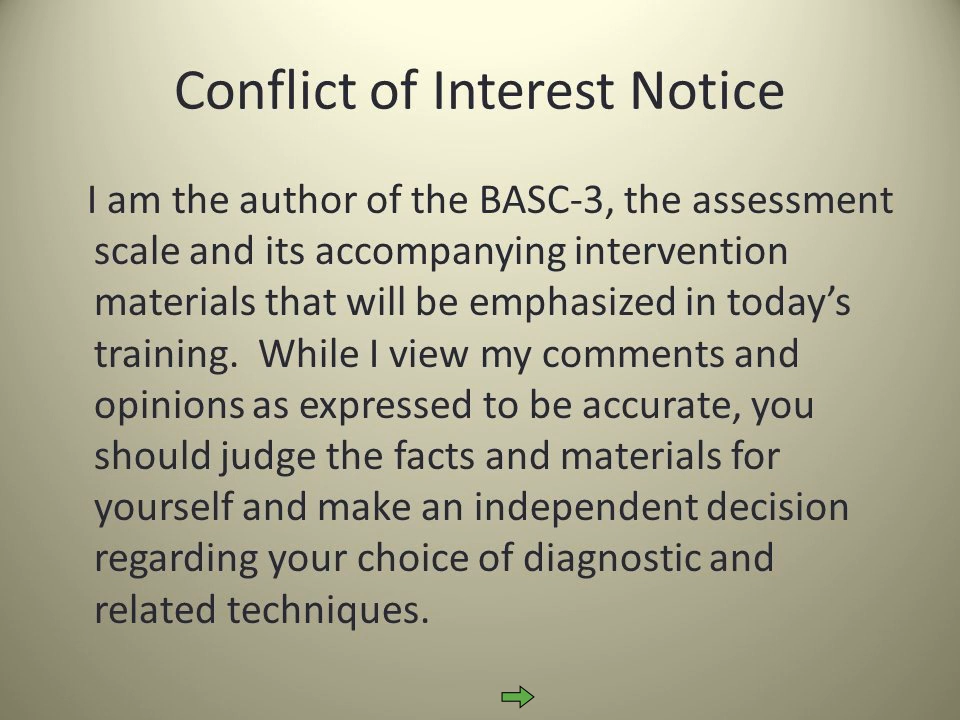 Conflict of Interest Notice
I am the author of the BASC-3, the assessment
scale and its accompanying intervention
materials that will be emphasized in today’s
training.  While I view my comments and
opinions as expressed to be accurate, you
should judge the facts and materials for
yourself and make an independent decision
regarding your choice of diagnostic and
related techniques.